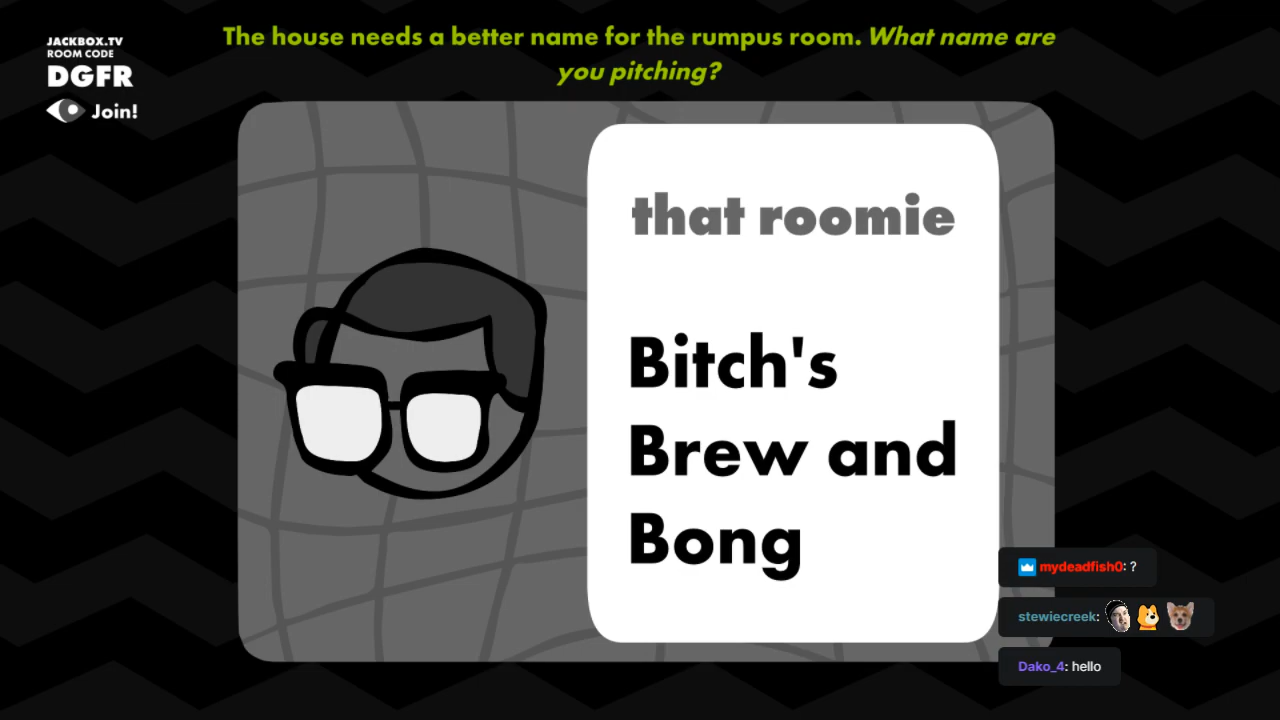 JACKBOX.TV
ROOM CODE
DGFR
Join!
The house needs a better name for the rumpus room. What name are
you pitching?
that roomie
Bitch's
Brew and
Bong
mydeadfish0: ?
stewiecreek:
Dako_4: hello